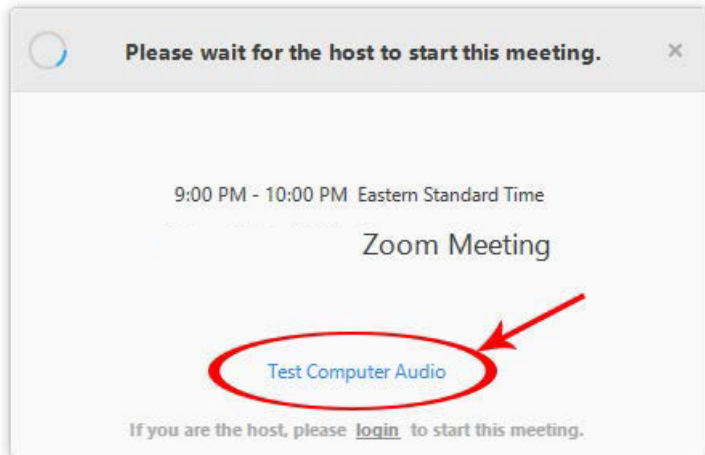 Please wait for the host to start this meeting.
9:00 PM - 10:00 PM Eastern Standard Time
Zoom Meeting
Test Computer Audio
If you are the host, please login to start this meeting.